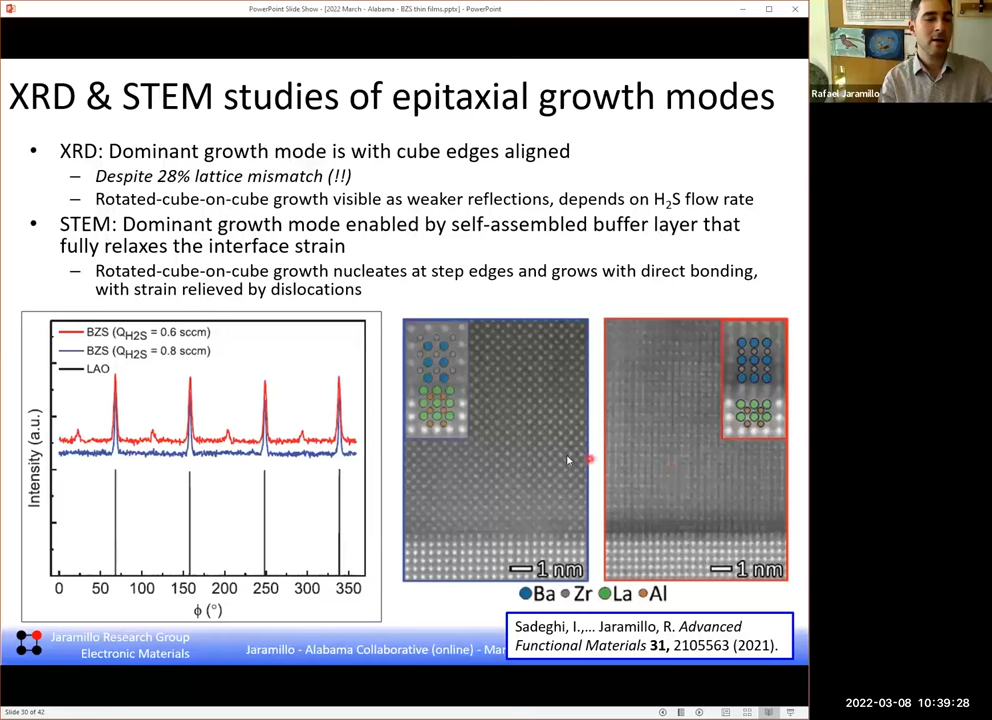 PowerPoint Slide Show - [2022 March - Alabama - BZS thin films.pptx] - PowerPoint
Rafael Jaramillo
XRD & STEM studies of epitaxial growth modes
• XRD: Dominant growth mode is with cube edges aligned
– Despite 28% lattice mismatch (!!)
– Rotated-cube-on-cube growth visible as weaker reflections, depends on H2S flow rate
• STEM: Dominant growth mode enabled by self-assembled buffer layer that
fully relaxes the interface strain
– Rotated-cube-on-cube growth nucleates at step edges and grows with direct bonding,
with strain relieved by dislocations
BZS (QH2S = 0.6 sccm)
BZS (QH2S = 0.8 sccm)
LAO
Intensity (a.u.)
0 50 100 150 200 250 300 350
ϕ (°)
1 nm
1 nm
Ba Zr La Al
Sadeghi, I.,... Jaramillo, R. Advanced
Functional Materials 31, 2105563 (2021).
Jaramillo Research Group
Electronic Materials
Jaramillo - Alabama Collaborative (online) - Mar
Slide 30 of 42
2022-03-08 10:39:28